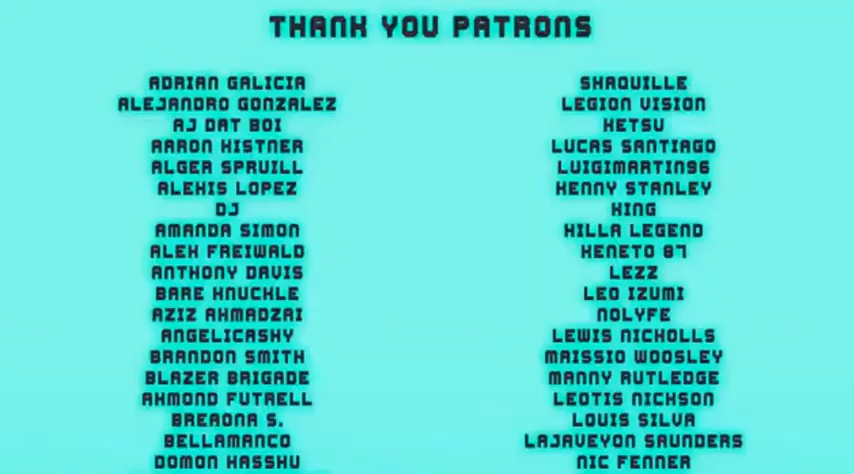 THANK YOU PATRONS
ADRIAN GALICIA
ALEJANDRO GONZALEZ
AJ DAT BOI
AARON KISTNER
ALGER SPRUILL
ALEXIS LOPEZ
DJ
AMANDA SIMON
ALEX FREIWALD
ANTHONY DAVIS
BARE KNUCKLE
AZIZ AHMADZAI
ANGELICASKY
BRANDON SMITH
BLAZER BRIGADE
AKMOND FUTRELL
BREAONA S.
BELLAMANCO
DOMON KASSHU
SHAQUILLE
LEGION VISION
KETSU
LUCAS SANTIAGO
LUIGIMARTIN96
KENNY STANLEY
KING
KILLA LEGEND
KENETO 87
LEZZ
LEO IZUMI
NOLYFE
LEWIS NICHOLLS
MAISSIO WOOSLEY
MANNY RUTLEDGE
LEOTIS NICKSON
LOUIS SILVA
LAJAVEYON SAUNDERS
NIC FENNER